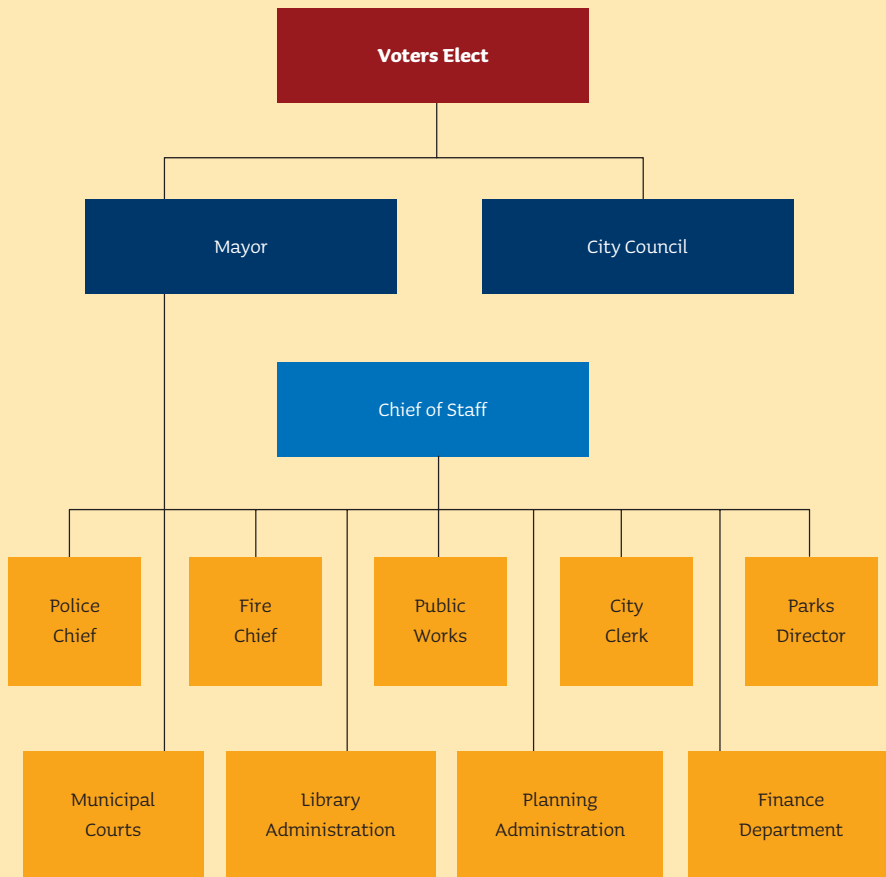 Voters Elect
Mayor
City Council
Chief of Staff
Police
Chief
Fire
Chief
Public
Works
City
Clerk
Parks
Director
Municipal
Courts
Library
Administration
Planning
Administration
Finance
Department